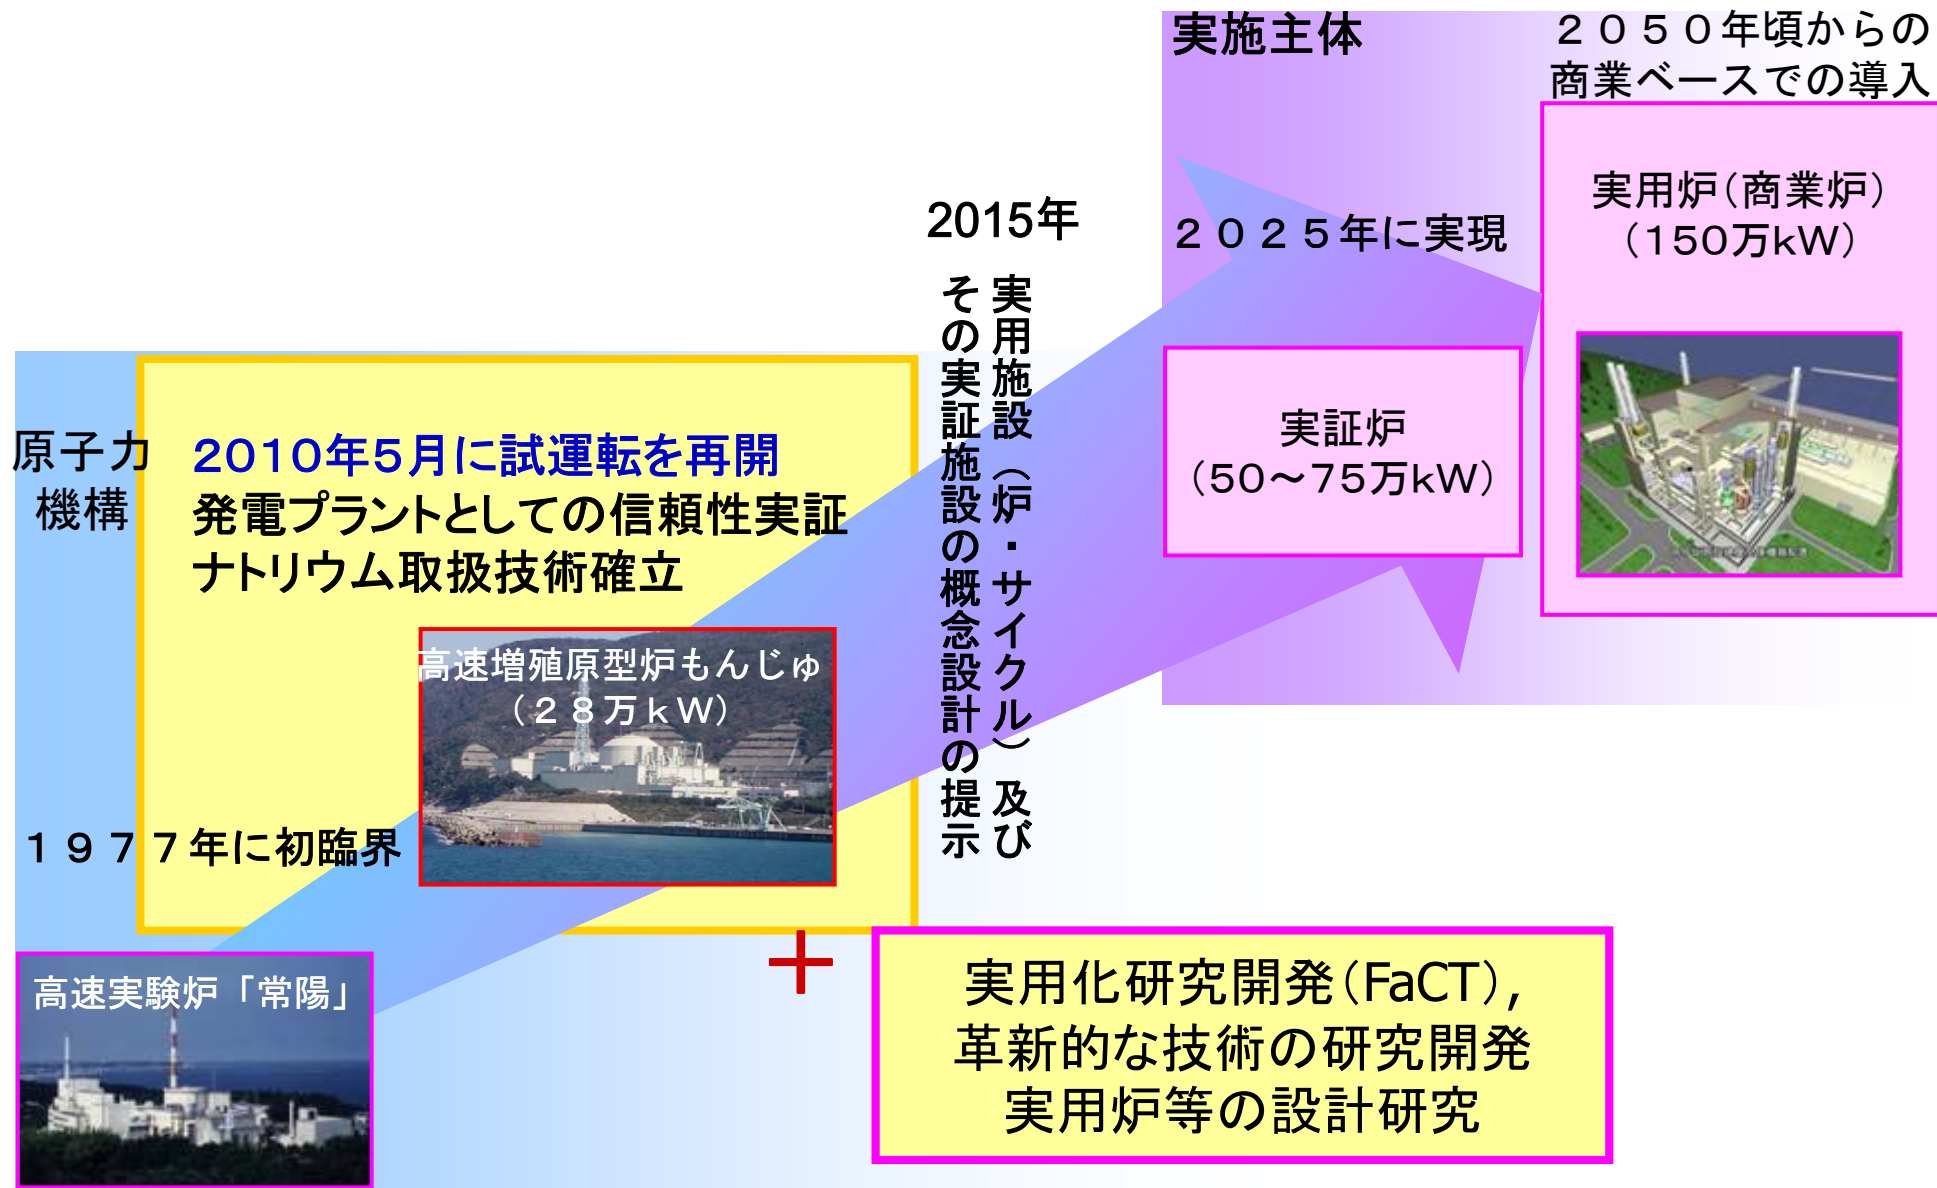 実施主体
２０５０年頃からの
商業ベースでの導入
実用炉（商業炉）
（150万kW）
2015年
２０２５年に実現
実用施設（炉・サイクル）及び
その実証施設の概念設計の提示
実証炉
（50～75万kW）
原子力
機構
2010年5月に試運転を再開
発電プラントとしての信頼性実証
ナトリウム取扱技術確立
高速増殖原型炉もんじゅ
（２８万ｋＷ）
１９７７年に初臨界
高速実験炉「常陽」
＋
実用化研究開発（FaCT）,
革新的な技術の研究開発
実用炉等の設計研究